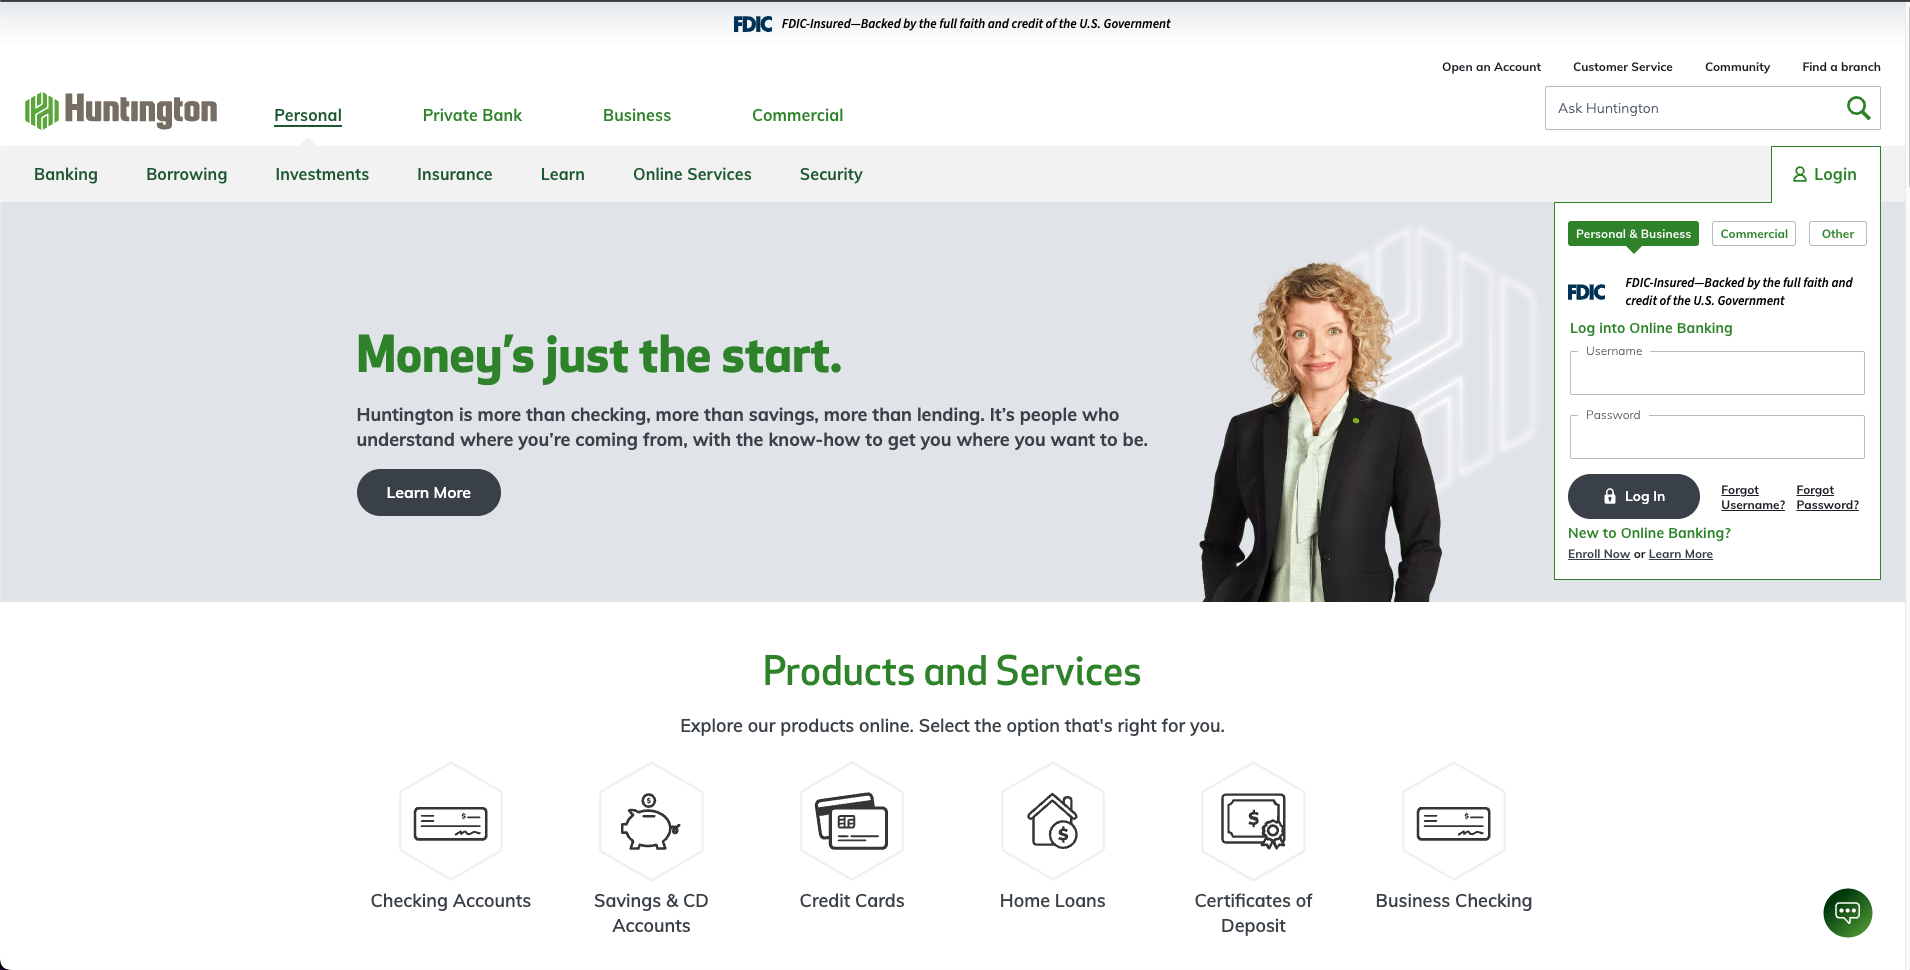 FDIC FDIC-Insured—Backed by the full faith and credit of the U.S. Government
Open an Account Customer Service Community Find a branch
Huntington Personal Private Bank Business Commercial
Ask Huntington
Banking Borrowing Investments Insurance Learn Online Services Security
Login
Personal & Business Commercial Other
FDIC FDIC-Insured—Backed by the full faith and
credit of the U.S. Government
Log into Online Banking
Username
Password
Log In
Forgot
Username?
Forgot
Password?
New to Online Banking?
Enroll Now or Learn More
Money’s just the start.
Huntington is more than checking, more than savings, more than lending. It’s people who
understand where you’re coming from, with the know-how to get you where you want to be.
Learn More
Products and Services
Explore our products online. Select the option that's right for you.
$
$
$
$
$
$
Checking Accounts
Savings & CD
Accounts
Credit Cards
Home Loans
Certificates of
Deposit
Business Checking